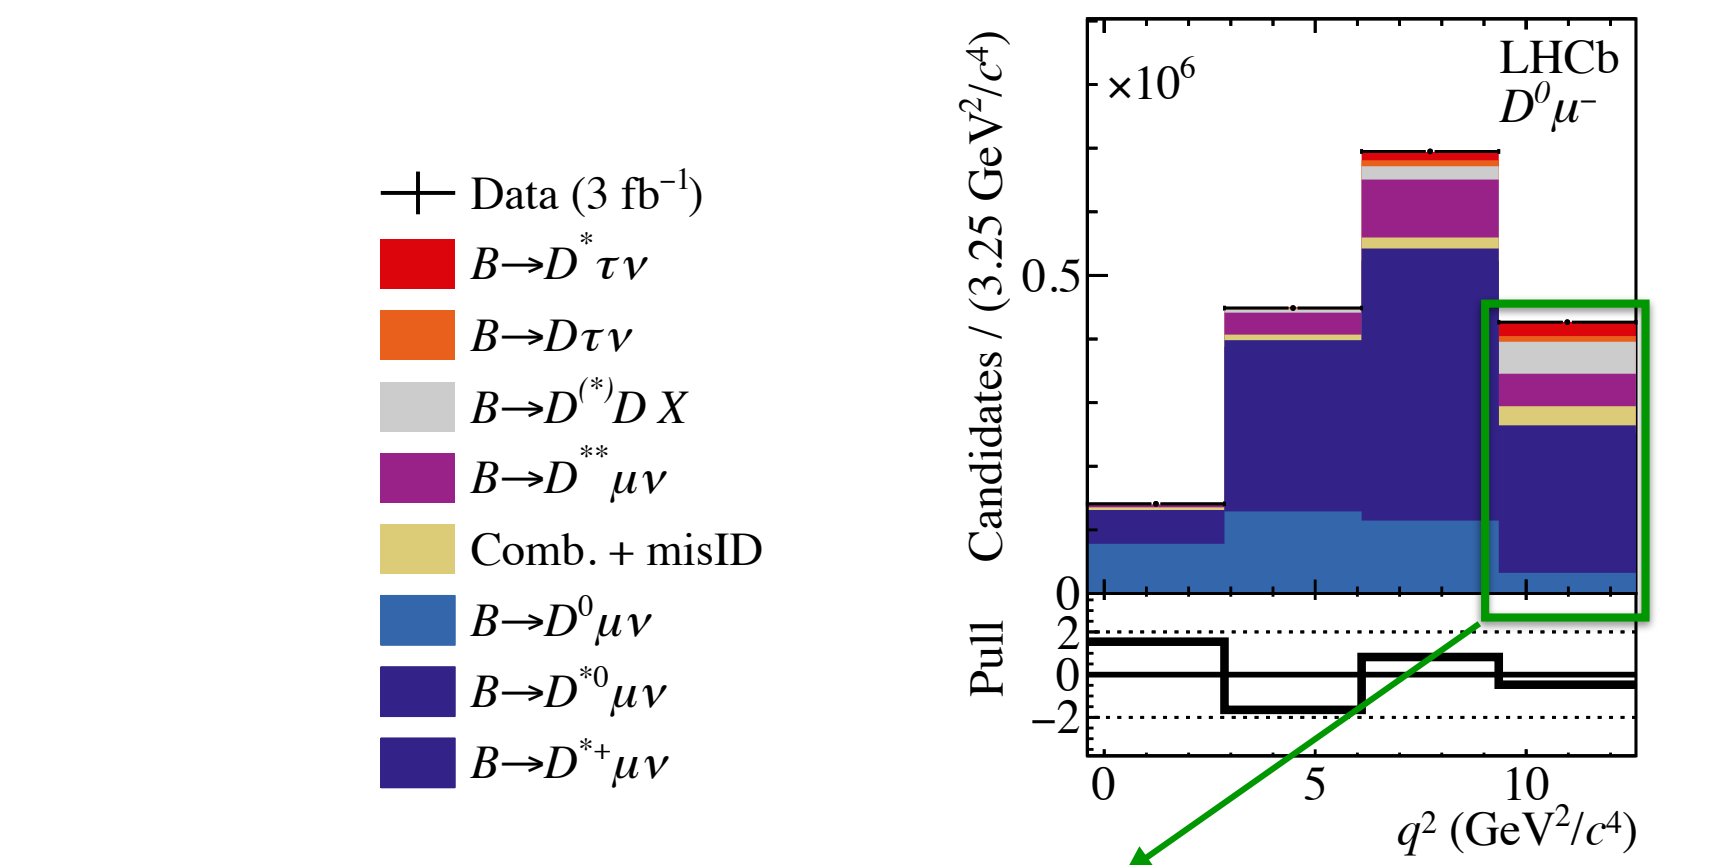 Data (3 fb⁻¹)
B→D*τν
B→Dτν
B→D⁽*⁾D X
B→D**μν
Comb. + misID
B→D⁰μν
B→D*⁰μν
B→D*⁺μν
Candidates / (3.25 GeV²/c⁴)
×10⁶
LHCb
D⁰μ⁻
0.5
0
Pull
2
0
−2
0 5 10
q² (GeV²/c⁴)